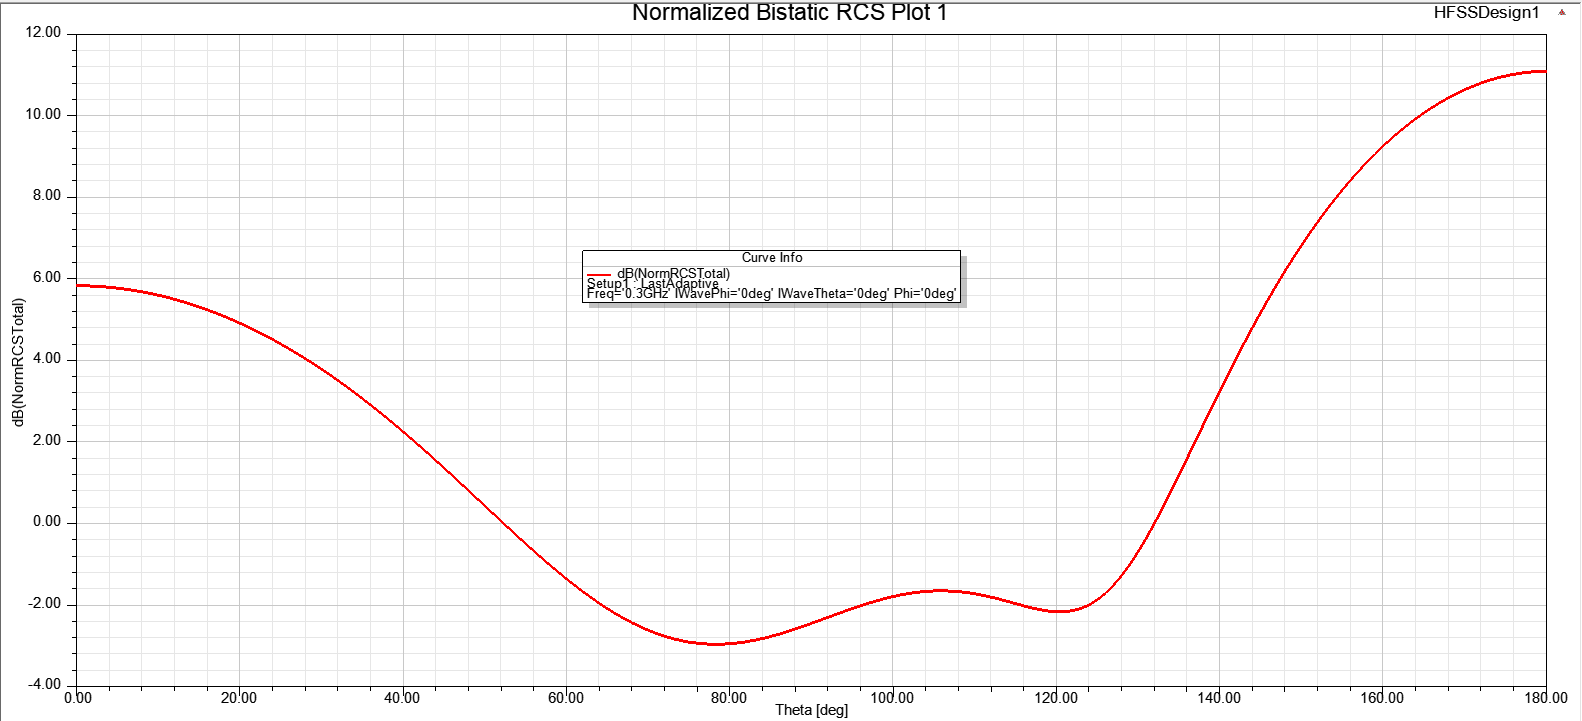 Normalized Bistatic RCS Plot 1
HFSSDesign1
12.00
10.00
8.00
6.00
4.00
2.00
0.00
-2.00
-4.00
dB(NormRCSTotal)
Curve Info
dB(NormRCSTotal)
Setup1 : LastAdaptive
Freq='0.3GHz' IWavePhi='0deg' IWaveTheta='0deg' Phi='0deg'
0.00 20.00 40.00 60.00 80.00 100.00 120.00 140.00 160.00 180.00
Theta [deg]